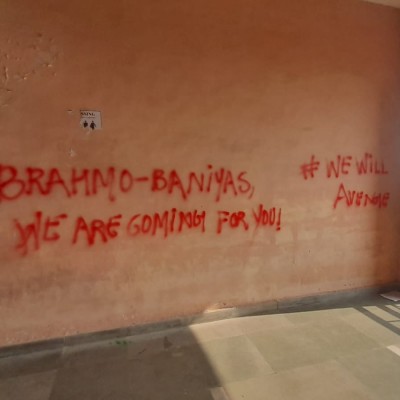 BRAHMO-BANIYAS,
WE ARE COMING FOR YOU!
# WE WILL
AVENGE